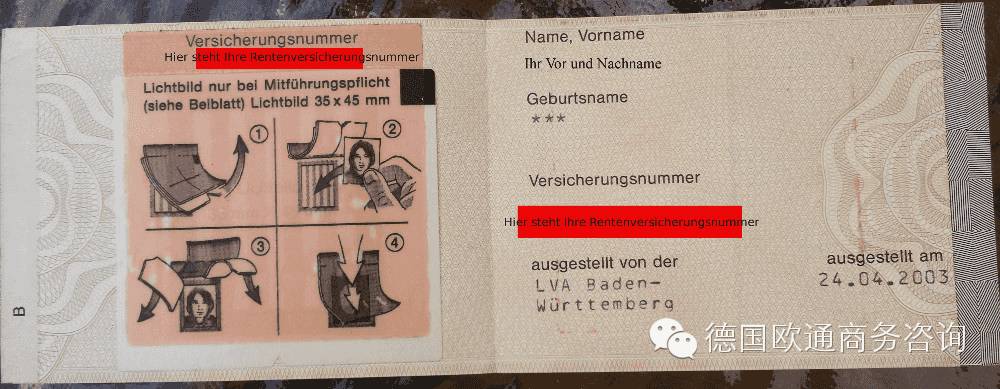 Versicherungsnummer
Hier steht Ihre Rentenversicherungsnummer
Lichtbild nur bei Mitführungspflicht
(siehe Beiblatt) Lichtbild 35 x 45 mm
1
2
3
4
B
Name, Vorname
Ihr Vor und Nachname
Geburtsname
***
Versicherungsnummer
Hier steht Ihre Rentenversicherungsnummer
ausgestellt von der
LVA Baden-
Württemberg
ausgestellt am
24.04.2003
德国欧通商务咨询